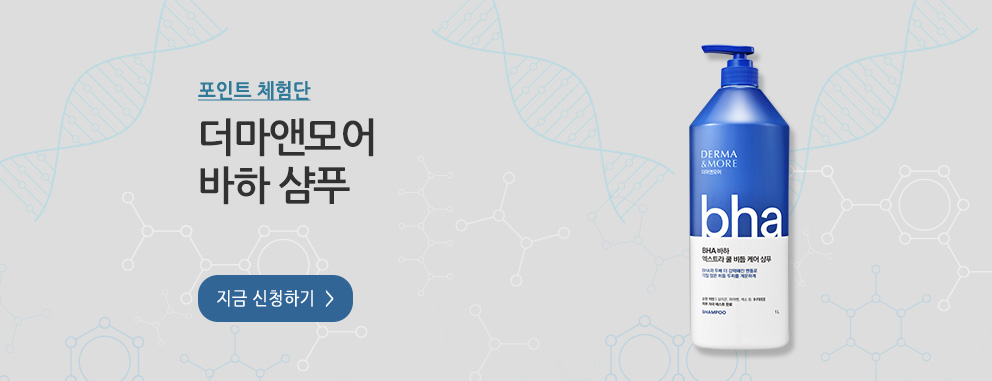 포인트 체험단
더마앤모어
바하 샴푸
지금 신청하기
DERMA
&MORE
더마앤모어
bha
BHA 바하
엑스트라 쿨 비듬 케어 샴푸
SHAMPOO
1L